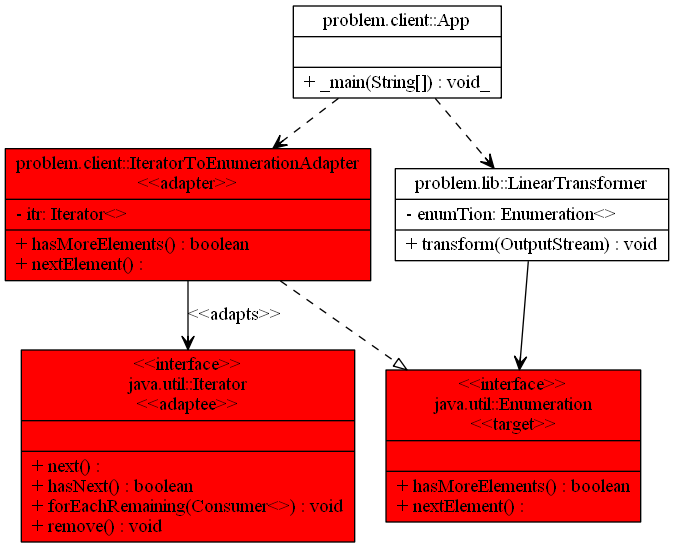 problem.client::App
+ _main(String[]) : void_
problem.client::IteratorToEnumerationAdapter
<<adapter>>
- itr: Iterator<>
+ hasMoreElements() : boolean
+ nextElement() :
problem.lib::LinearTransformer
- enumTion: Enumeration<>
+ transform(OutputStream) : void
<<adapts>>
<<interface>>
java.util::Iterator
<<adaptee>>
+ next() :
+ hasNext() : boolean
+ forEachRemaining(Consumer<>) : void
+ remove() : void
<<interface>>
java.util::Enumeration
<<target>>
+ hasMoreElements() : boolean
+ nextElement() :